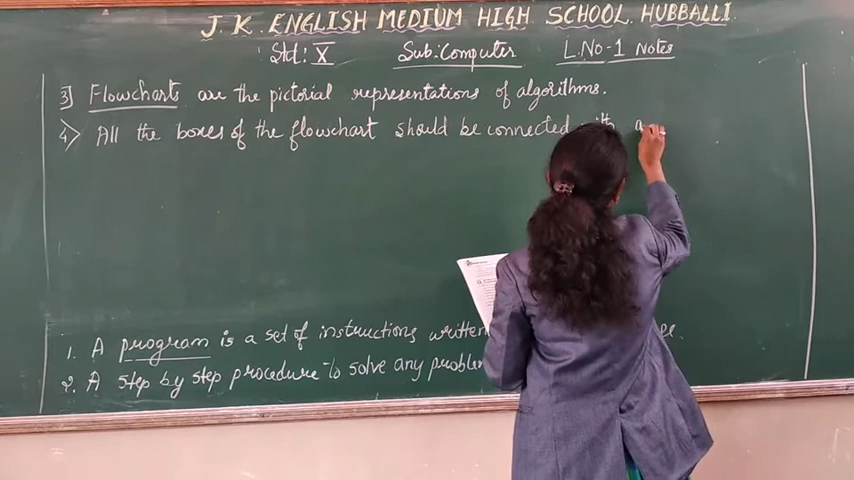 J.K. ENGLISH MEDIUM HIGH SCHOOL. HUBBALLI.
Std: X Sub: Computer L.No-1 Notes
3] Flowcharts are the pictorial representations of algorithms.
4> All the boxes of the flowchart should be connected with
1. A program is a set of instructions written
2. A step by step procedure to solve any problem